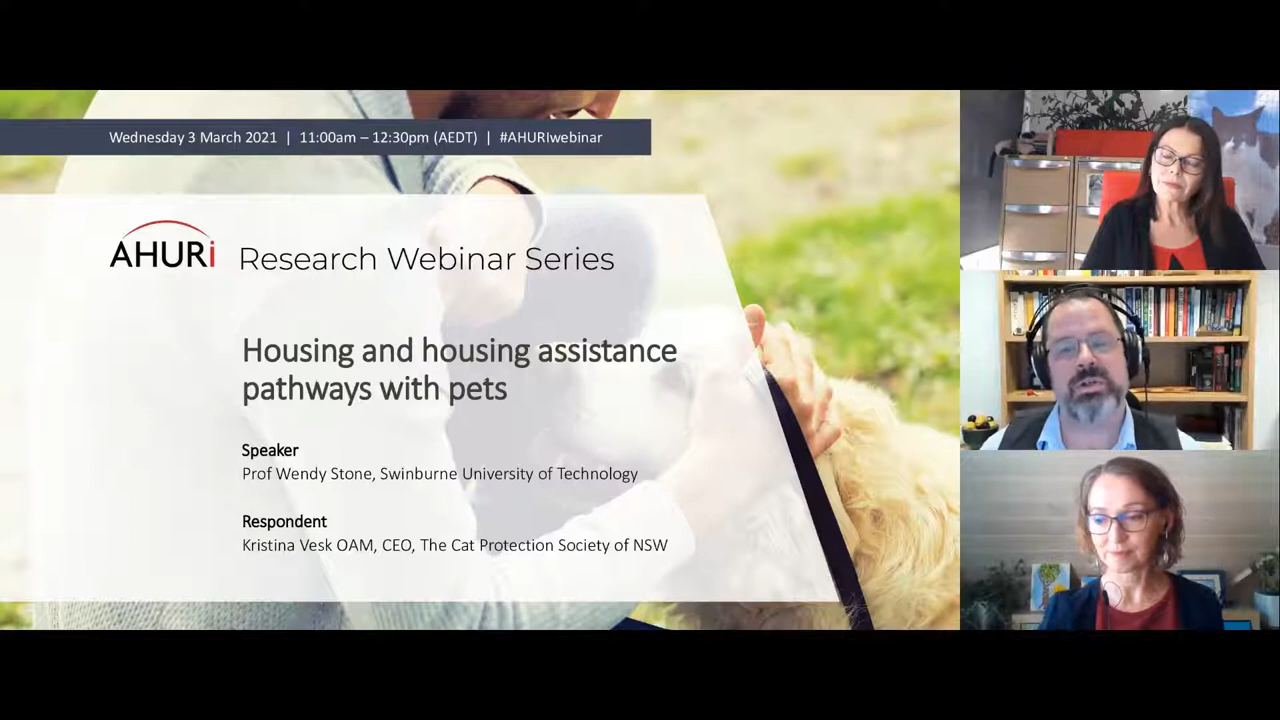 Wednesday 3 March 2021 | 11:00am – 12:30pm (AEDT) | #AHURIwebinar
AHURi Research Webinar Series
Housing and housing assistance
pathways with pets
Speaker
Prof Wendy Stone, Swinburne University of Technology
Respondent
Kristina Vesk OAM, CEO, The Cat Protection Society of NSW